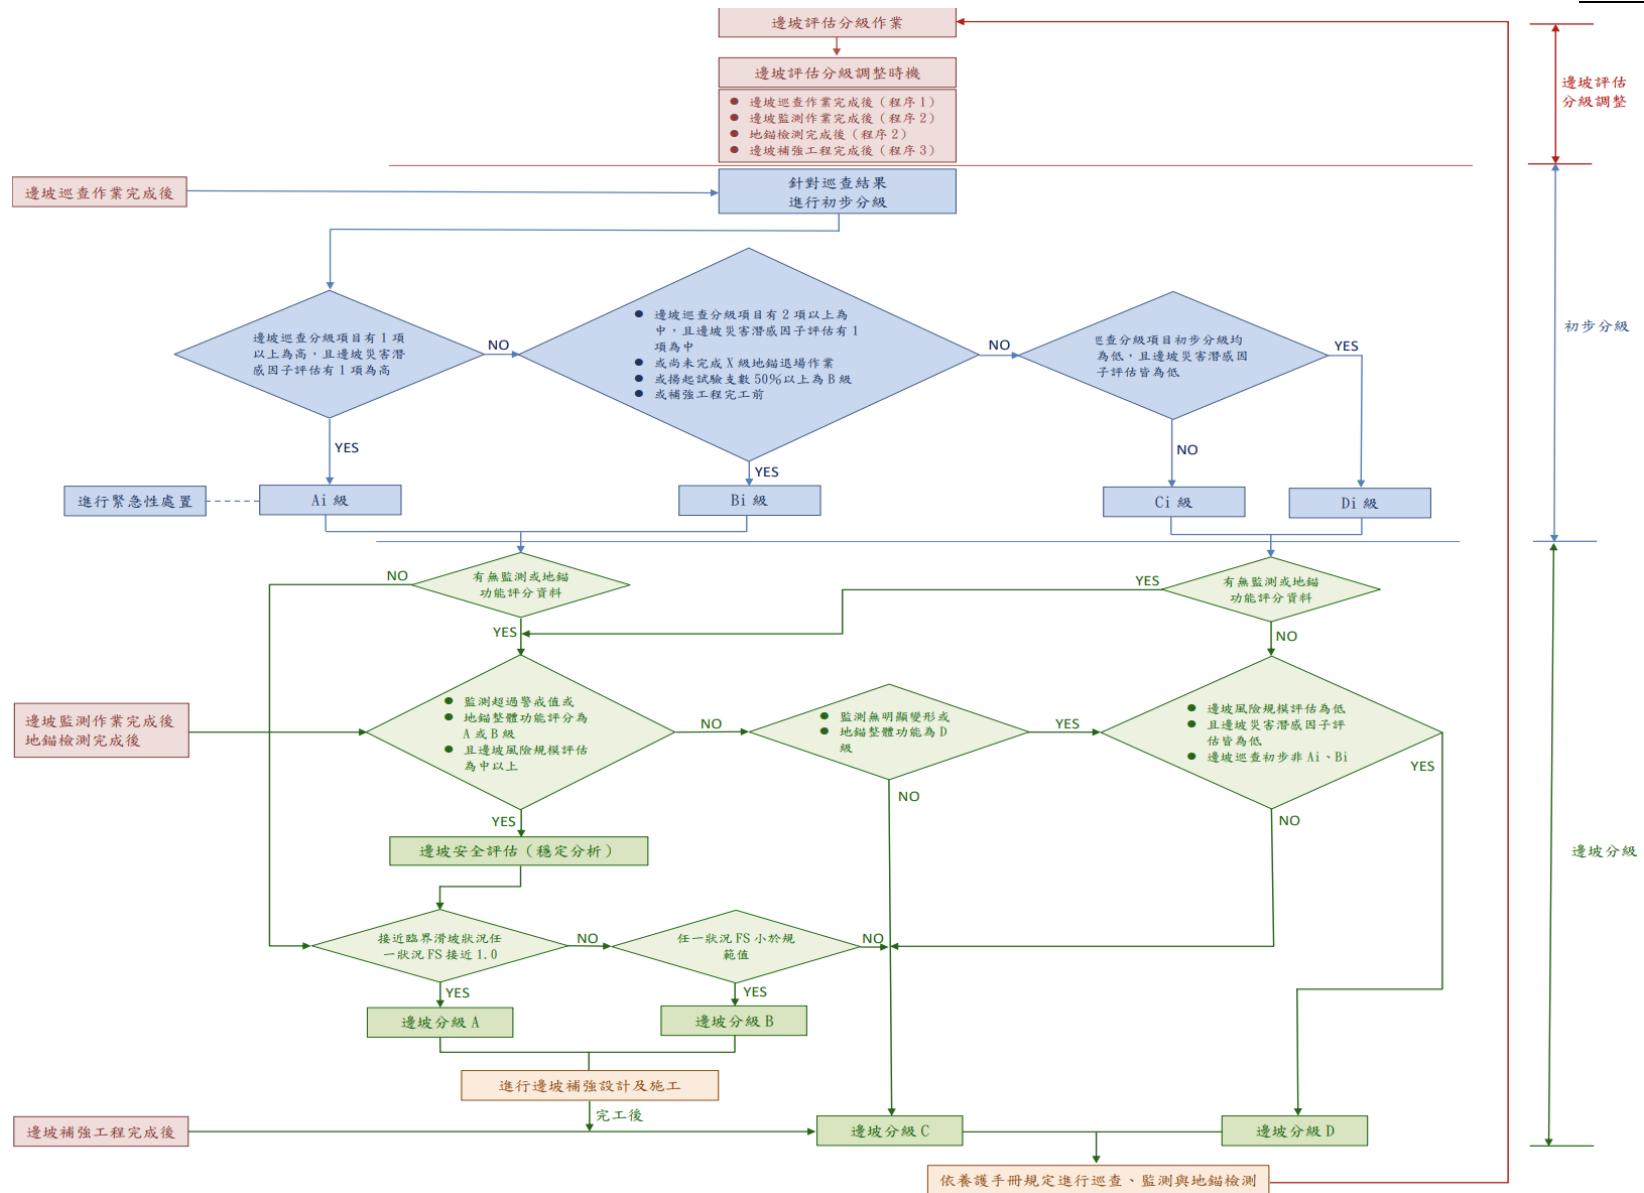 邊坡評估分級作業
邊坡評估分級調整時機
● 邊坡巡查作業完成後(程序1)
● 邊坡監測作業完成後(程序2)
● 地錨檢測完成後(程序2)
● 邊坡補強工程完成後(程序3)
邊坡評估
分級調整
邊坡巡查作業完成後
針對巡查結果
進行初步分級
邊坡巡查分級項目有1項
以上為高,且邊坡災害潛
感因子評估有1項為高
NO
● 邊坡巡查分級項目有2項以上為
中,且邊坡災害潛感因子評估有1
項為中
● 或尚未完成X級地錨退場作業
● 或揚起試驗支數50%以上為B級
● 或補強工程完工前
NO
巡查分級項目初步分級均
為低,且邊坡災害潛感因
子評估皆為低
YES
初步分級
YES
YES
NO
進行緊急性處置
Ai級
Bi級
Ci級
Di級
NO
有無監測或地錨
功能評分資料
YES
YES
有無監測或地錨
功能評分資料
NO
邊坡監測作業完成後
地錨檢測完成後
● 監測超過警戒值或
● 地錨整體功能評分為
A或B級
● 且邊坡風險規模評估
為中以上
NO
● 監測無明顯變形或
● 地錨整體功能為D
級
YES
● 邊坡風險規模評估為低
● 且邊坡災害潛感因子評
估皆為低
● 邊坡巡查初步非Ai、Bi
YES
NO
YES
NO
邊坡安全評估(穩定分析)
邊坡分級
接近臨界滑坡狀況任
一狀況FS接近1.0
NO
任一狀況FS小於規
範值
NO
YES
YES
邊坡分級A
邊坡分級B
進行邊坡補強設計及施工
完工後
邊坡補強工程完成後
邊坡分級C
邊坡分級D
依養護手冊規定進行巡查、監測與地錨檢測